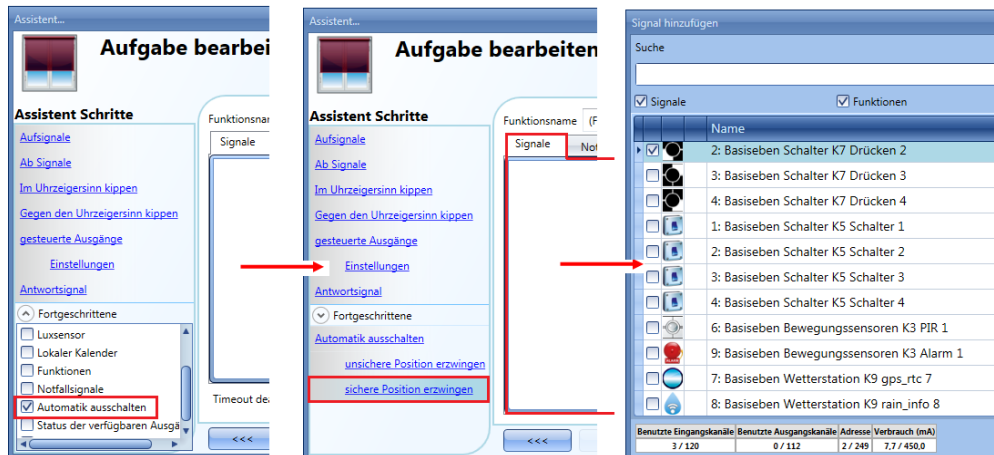 Assistent...
Aufgabe bearbei
Assistent Schritte
Aufsignale
Ab Signale
Im Uhrzeigersinn kippen
Gegen den Uhrzeigersinn kippen
gesteuerte Ausgänge
Einstellungen
Antwortsignal
Fortgeschrittene
Luxsensor
Lokaler Kalender
Funktionen
Notfallsignale
Automatik ausschalten
Status der verfügbaren Ausgä
Funktionsnar
Signale
Timeout dea
<<<
Assistent...
Aufgabe bearbeiten
Assistent Schritte
Aufsignale
Ab Signale
Im Uhrzeigersinn kippen
Gegen den Uhrzeigersinn kippen
gesteuerte Ausgänge
Einstellungen
Antwortsignal
Fortgeschrittene
Automatik ausschalten
unsichere Position erzwingen
sichere Position erzwingen
Funktionsname (F
Signale Not
<<<
Signal hinzufügen
Suche
Signale Funktionen
Name
2: Basiseben Schalter K7 Drücken 2
3: Basiseben Schalter K7 Drücken 3
4: Basiseben Schalter K7 Drücken 4
1: Basiseben Schalter K5 Schalter 1
2: Basiseben Schalter K5 Schalter 2
3: Basiseben Schalter K5 Schalter 3
4: Basiseben Schalter K5 Schalter 4
6: Basiseben Bewegungssensoren K3 PIR 1
9: Basiseben Bewegungssensoren K3 Alarm 1
7: Basiseben Wetterstation K9 gps_rtc 7
8: Basiseben Wetterstation K9 rain_info 8
Benutzte Eingangskanäle Benutzte Ausgangskanäle Adresse Verbrauch (mA)
3 / 120 0 / 112 2 / 249 7,7 / 450,0